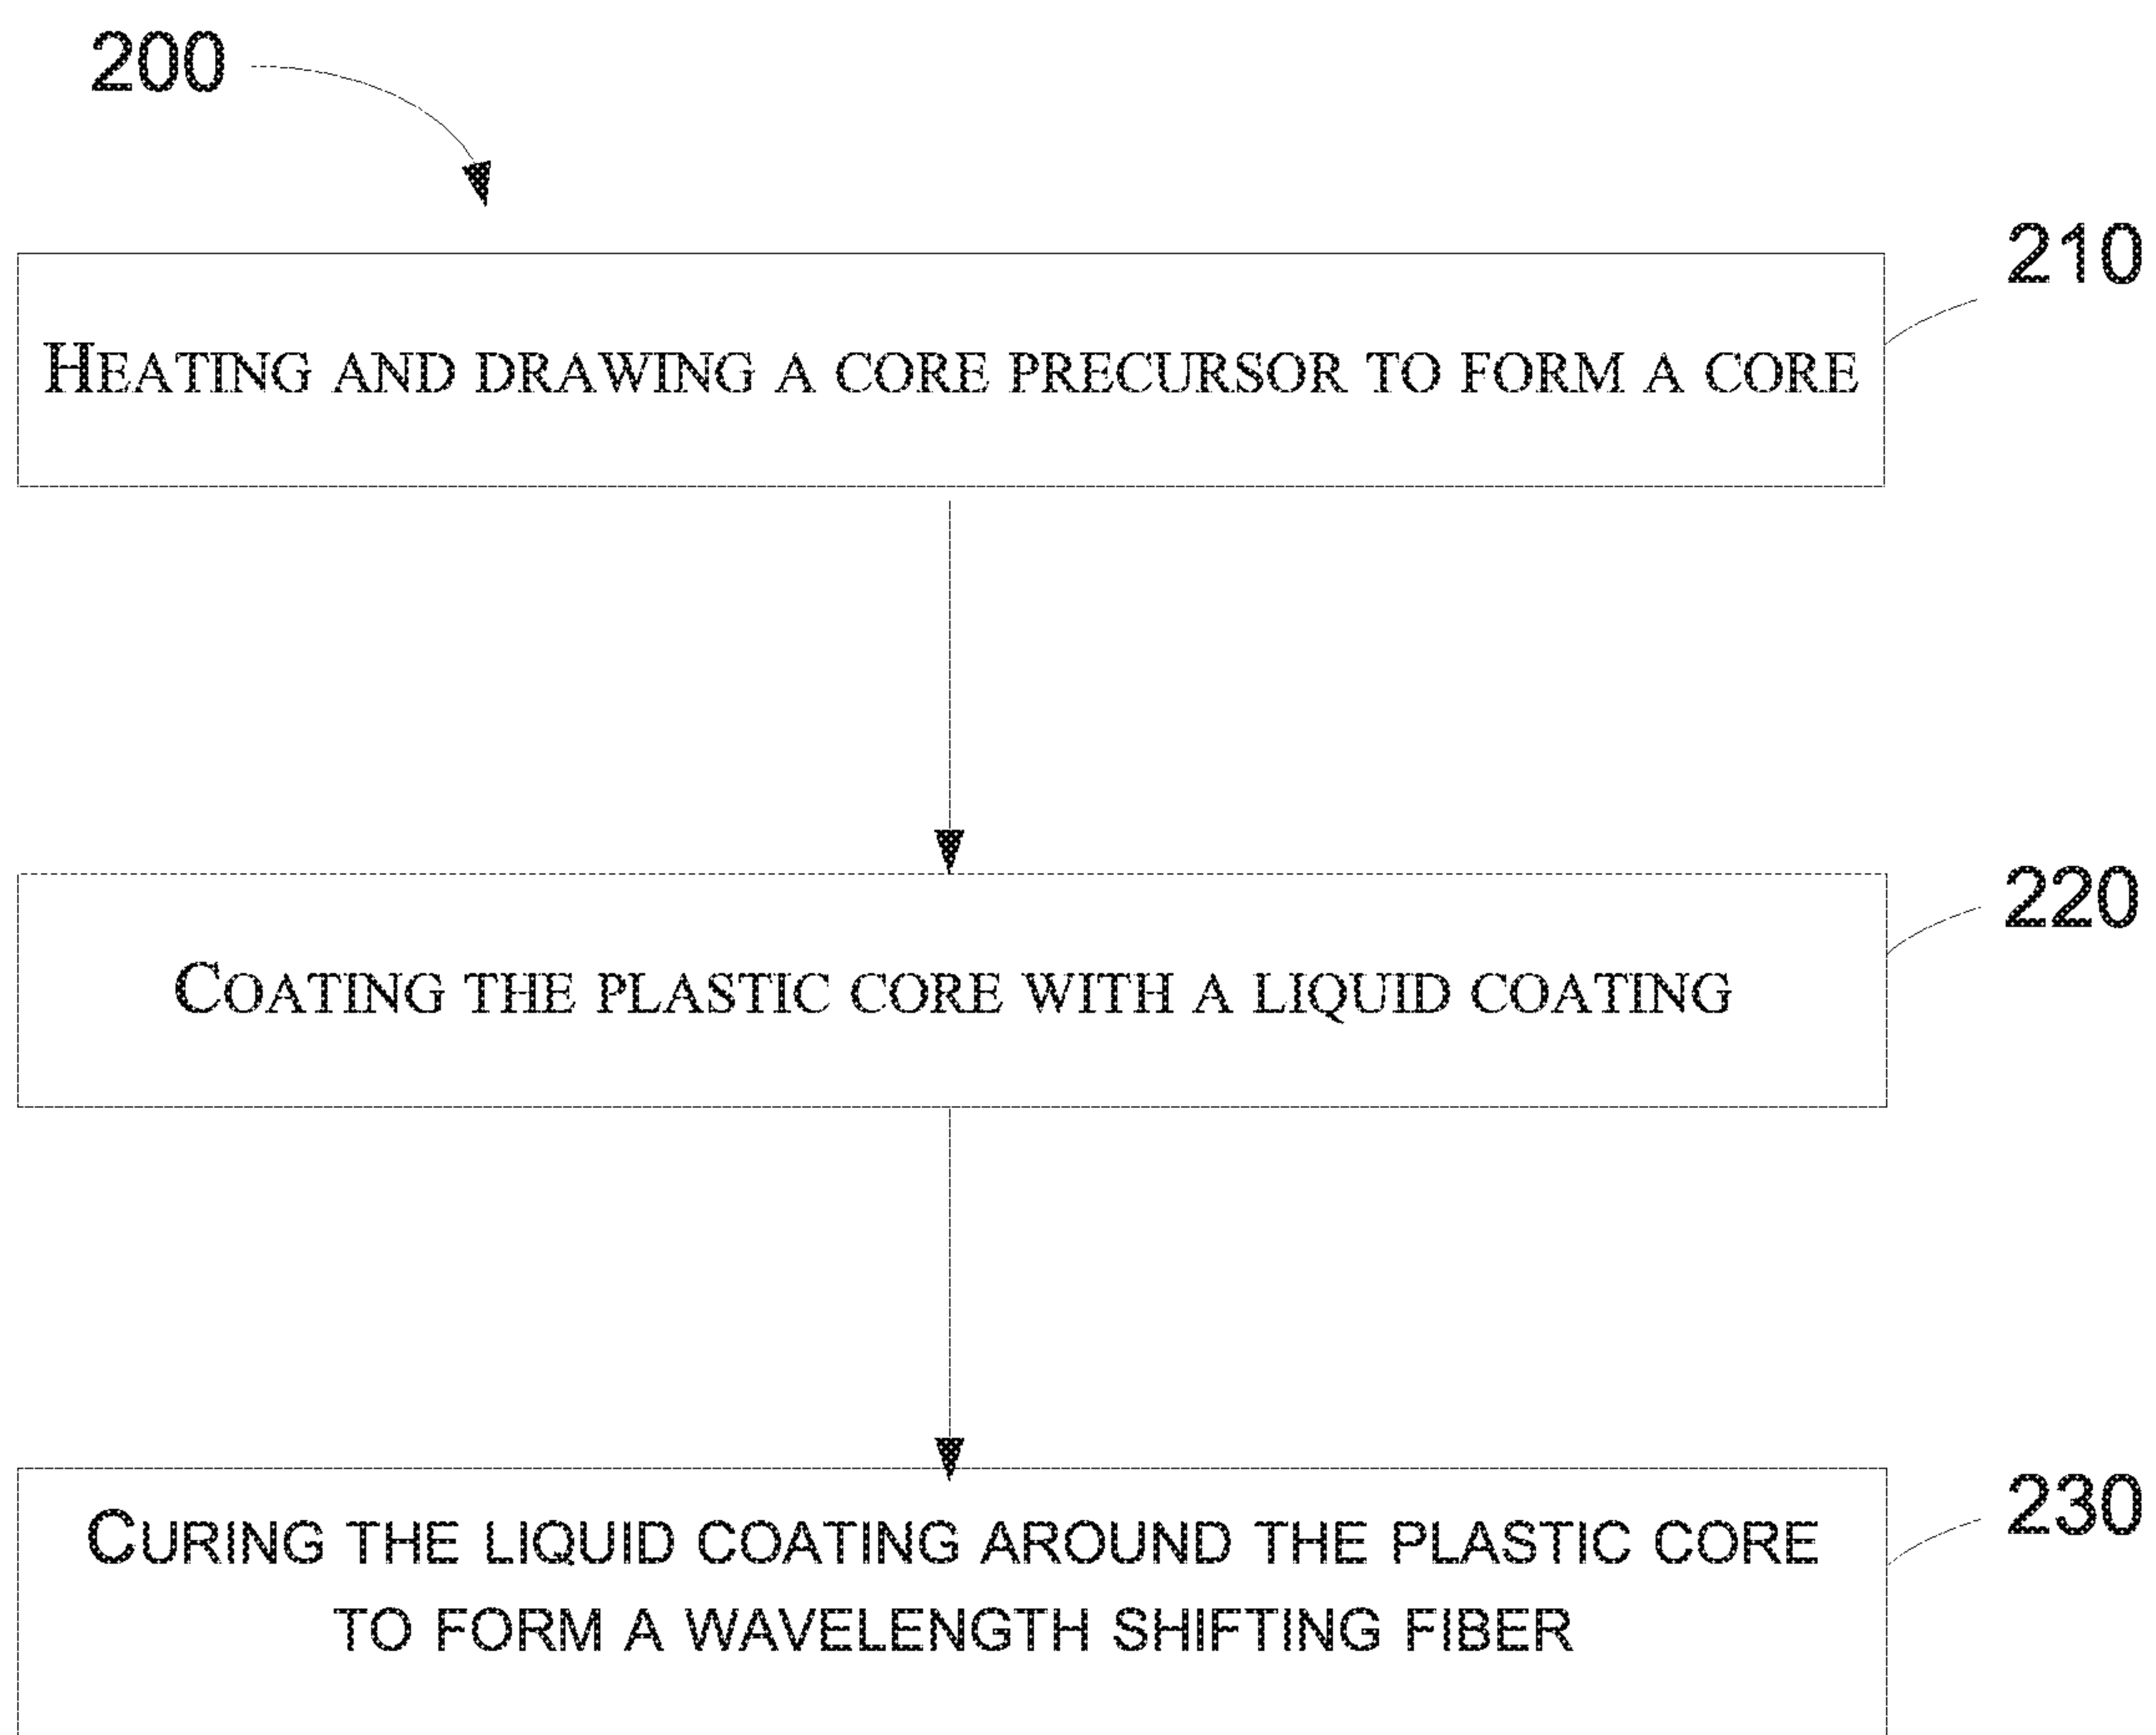 200
210
HEATING AND DRAWING A CORE PRECURSOR TO FORM A CORE
220
COATING THE PLASTIC CORE WITH A LIQUID COATING
230
CURING THE LIQUID COATING AROUND THE PLASTIC CORE
TO FORM A WAVELENGTH SHIFTING FIBER